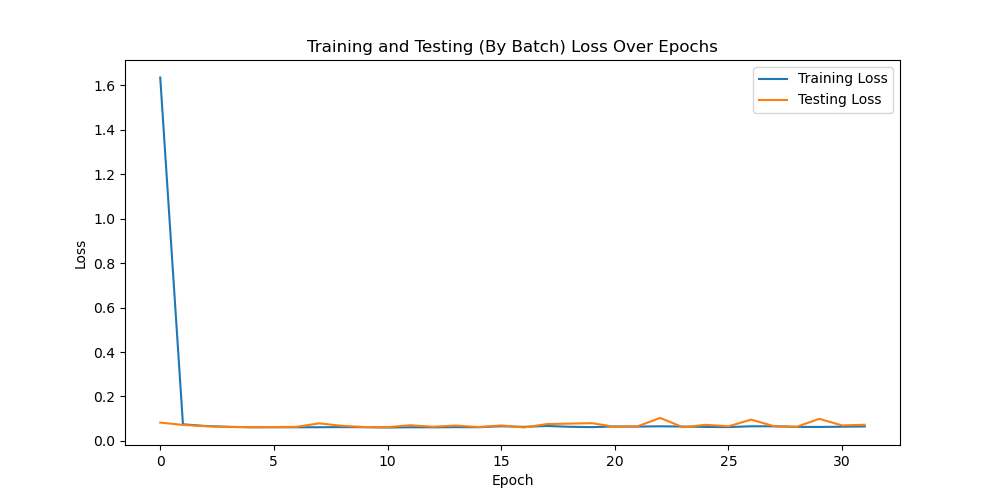 Training and Testing (By Batch) Loss Over Epochs
Training Loss
Testing Loss
Loss
1.6
1.4
1.2
1.0
0.8
0.6
0.4
0.2
0.0
0 5 10 15 20 25 30
Epoch